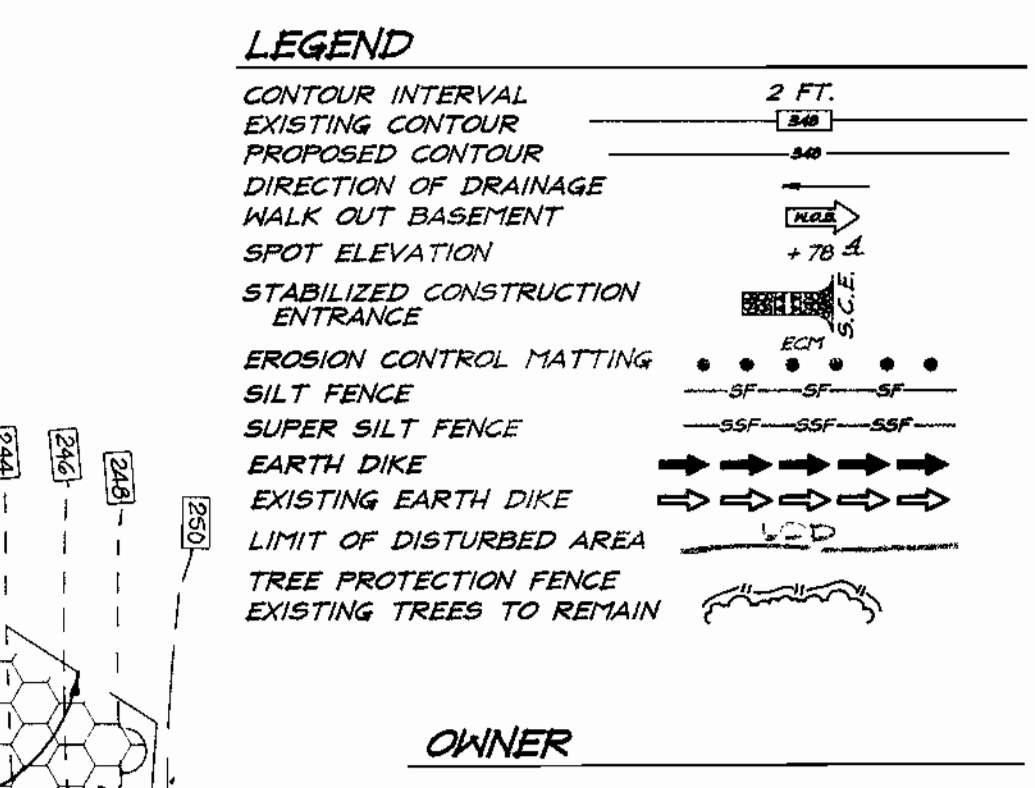 LEGEND
CONTOUR INTERVAL 2 FT.
EXISTING CONTOUR 348
PROPOSED CONTOUR 348
DIRECTION OF DRAINAGE
WALK OUT BASEMENT W.O.B.
SPOT ELEVATION + 78 4
STABILIZED CONSTRUCTION
ENTRANCE S.C.E.
ECM
EROSION CONTROL MATTING
SILT FENCE SF SF SF
SUPER SILT FENCE SSF SSF SSF
EARTH DIKE
EXISTING EARTH DIKE
LIMIT OF DISTURBED AREA LOD
TREE PROTECTION FENCE
EXISTING TREES TO REMAIN
244
246
248
250
OWNER